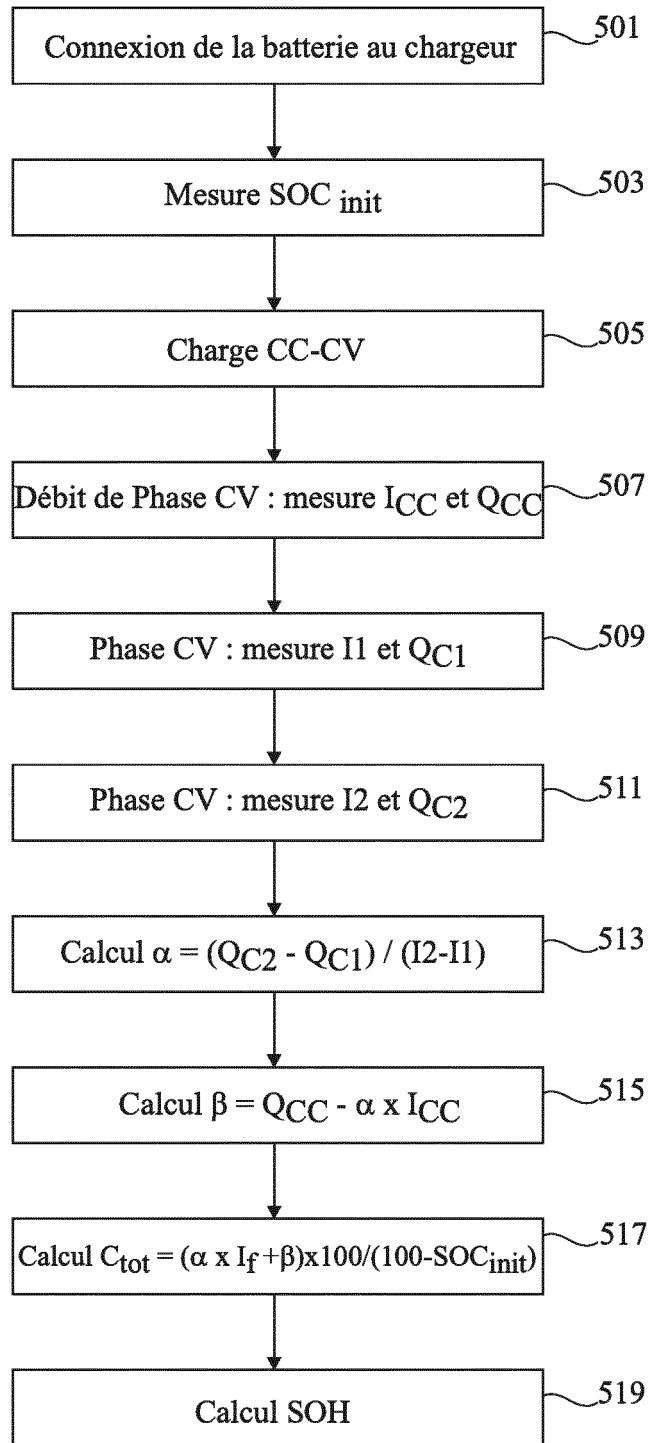 Connexion de la batterie au chargeur 501
Mesure SOC init 503
Charge CC-CV 505
Débit de Phase CV : mesure ICC et QCC 507
Phase CV : mesure I1 et QC1 509
Phase CV : mesure I2 et QC2 511
Calcul α = (QC2 - QC1) / (I2-I1) 513
Calcul β = QCC - α x ICC 515
Calcul Ctot = (α x If +β)x100/(100-SOCinit) 517
Calcul SOH 519